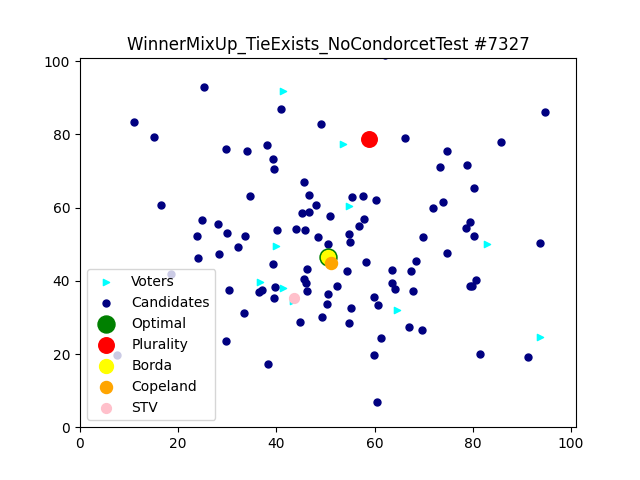 WinnerMixUp_TieExists_NoCondorcetTest #7327
100
80
60
40
20
0
0 20 40 60 80 100
Voters
Candidates
Optimal
Plurality
Borda
Copeland
STV